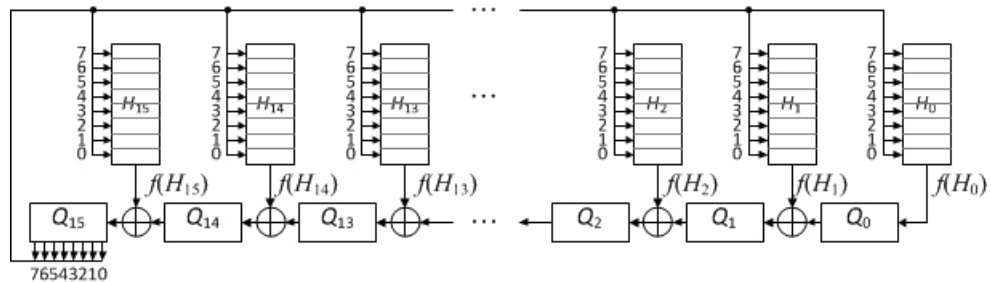 ...
7 7 7 7 7 7
6 6 6 6 6 6
5 5 5 5 5 5
4 4 4 ... 4 4 4
H15 H14 H13 H2 H1 H0
3 3 3 3 3 3
2 2 2 2 2 2
1 1 1 1 1 1
0 0 0 0 0 0
f(H15) f(H14) f(H13) f(H2) f(H1) f(H0)
Q15 Q14 Q13 ... Q2 Q1 Q0
76543210